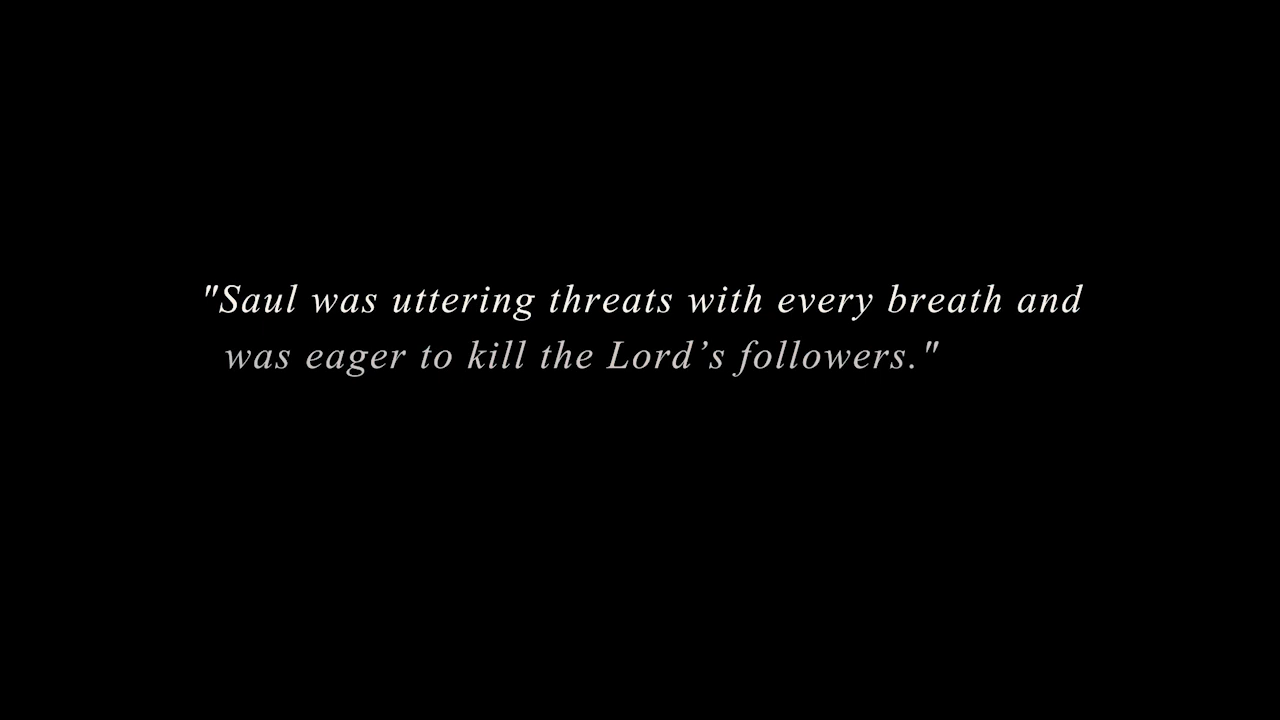 "Saul was uttering threats with every breath and
was eager to kill the Lord’s followers."